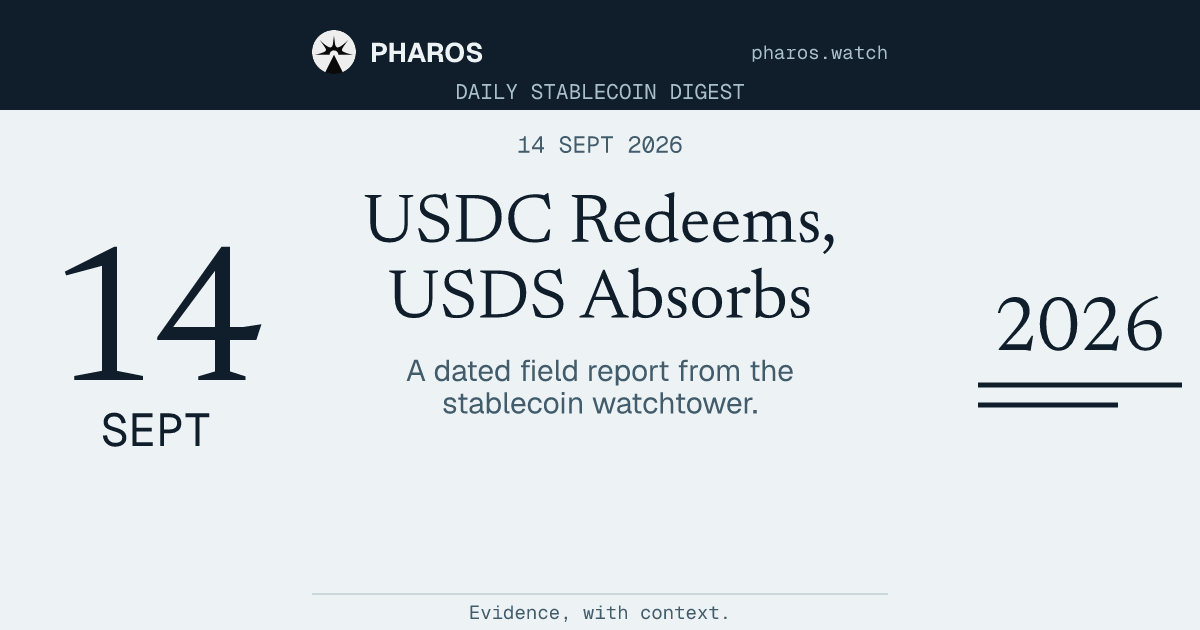 PHAROS
pharos.watch
DAILY STABLECOIN DIGEST
14 SEPT 2026
USDC Redeems,
USDS Absorbs
A dated field report from the
stablecoin watchtower.
14
SEPT
2026
Evidence, with context.